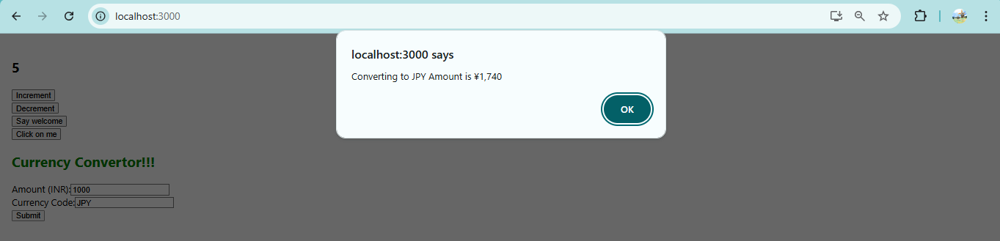 localhost:3000
localhost:3000 says
Converting to JPY Amount is ¥1,740
OK
5
Increment
Decrement
Say welcome
Click on me
Currency Convertor!!!
Amount (INR):1000
Currency Code:JPY
Submit